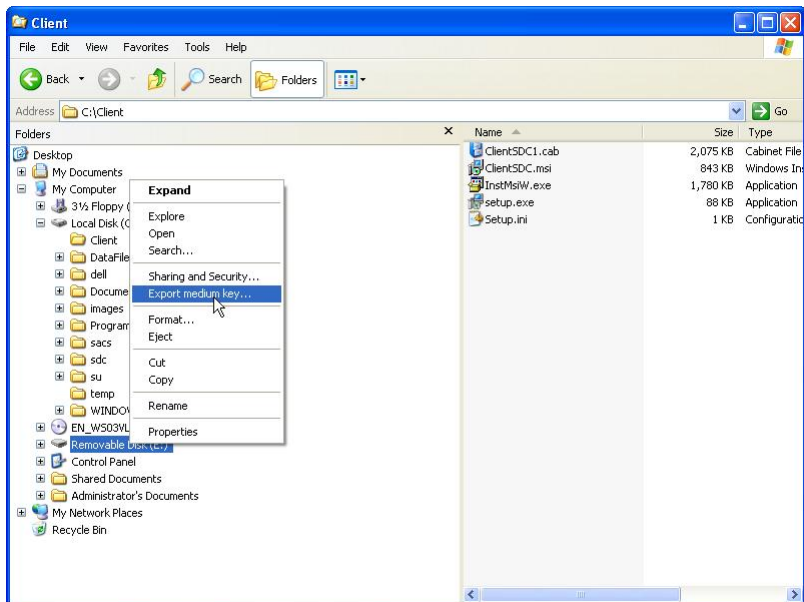 Client
File Edit View Favorites Tools Help
Back Search Folders
Address C:\Client Go
Folders x Name Size Type
Desktop
My Documents
My Computer
3½ Floppy (
Local Disk (C
Client
DataFile
dell
Docume
images
Program
sacs
sdc
su
temp
WINDOW
EN_WS03VL
Removable Disk (E:)
Control Panel
Shared Documents
Administrator's Documents
My Network Places
Recycle Bin
Expand
Explore
Open
Search...
Sharing and Security...
Export medium key...
Format...
Eject
Cut
Copy
Rename
Properties
ClientSDC1.cab 2,075 KB Cabinet File
ClientSDC.msi 843 KB Windows Ins
InstMsiW.exe 1,780 KB Application
setup.exe 88 KB Application
Setup.ini 1 KB Configuratio